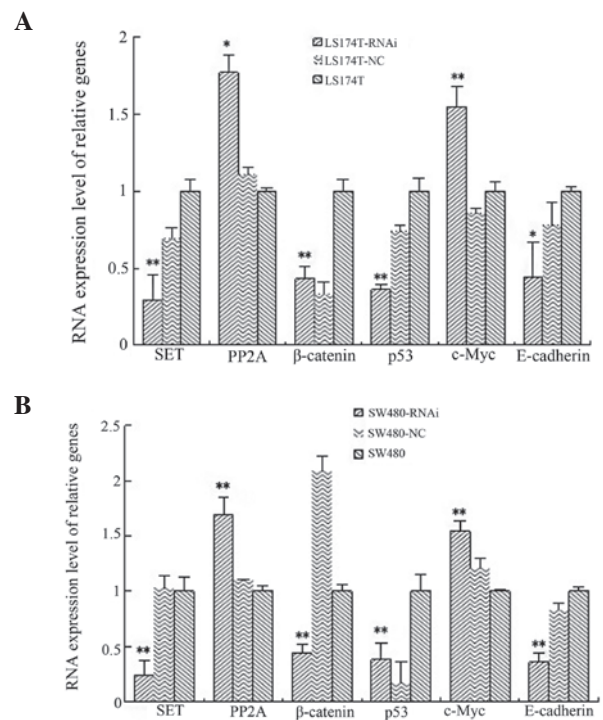 A
RNA expression level of relative genes
2
1.5
1
0.5
0
LS174T-RNAi
LS174T-NC
LS174T
**
*
**
**
**
*
SET PP2A β-catenin p53 c-Myc E-cadherin
B
RNA expression level of relative genes
2.5
2
1.5
1
0.5
0
SW480-RNAi
SW480-NC
SW480
**
**
**
**
**
**
SET PP2A β-catenin p53 c-Myc E-cadherin